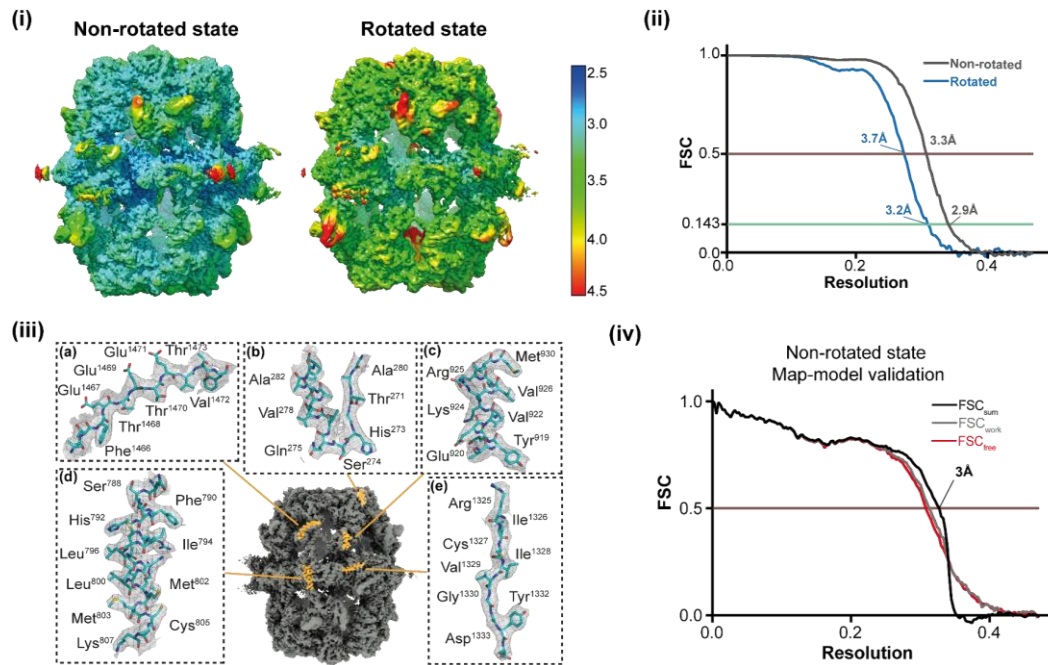 (i)
Non-rotated state
Rotated state
2.5
3.0
3.5
4.0
4.5
(ii)
1.0
0.5
0.143
0.0
FSC
Non-rotated
Rotated
3.7Å
3.3Å
3.2Å
2.9Å
0.0
0.2
0.4
Resolution
(iii)
(a)
Glu1471
Thr1473
Glu1469
Glu1467
Val1472
Thr1470
Thr1468
Phe1466
(b)
Ala282
Ala280
Val278
Thr271
His273
Gln275
Ser274
(c)
Met930
Arg925
Val926
Lys924
Val922
Tyr919
Glu920
(d)
Ser788
Phe790
His792
Ile794
Leu796
Leu800
Met802
Met803
Cys805
Lys807
(e)
Arg1325
Ile1326
Cys1327
Ile1328
Val1329
Gly1330
Tyr1332
Asp1333
(iv)
Non-rotated state
Map-model validation
1.0
0.5
0.0
FSC
FSCsum
FSCwork
FSCfree
3Å
0.0
0.2
0.4
Resolution